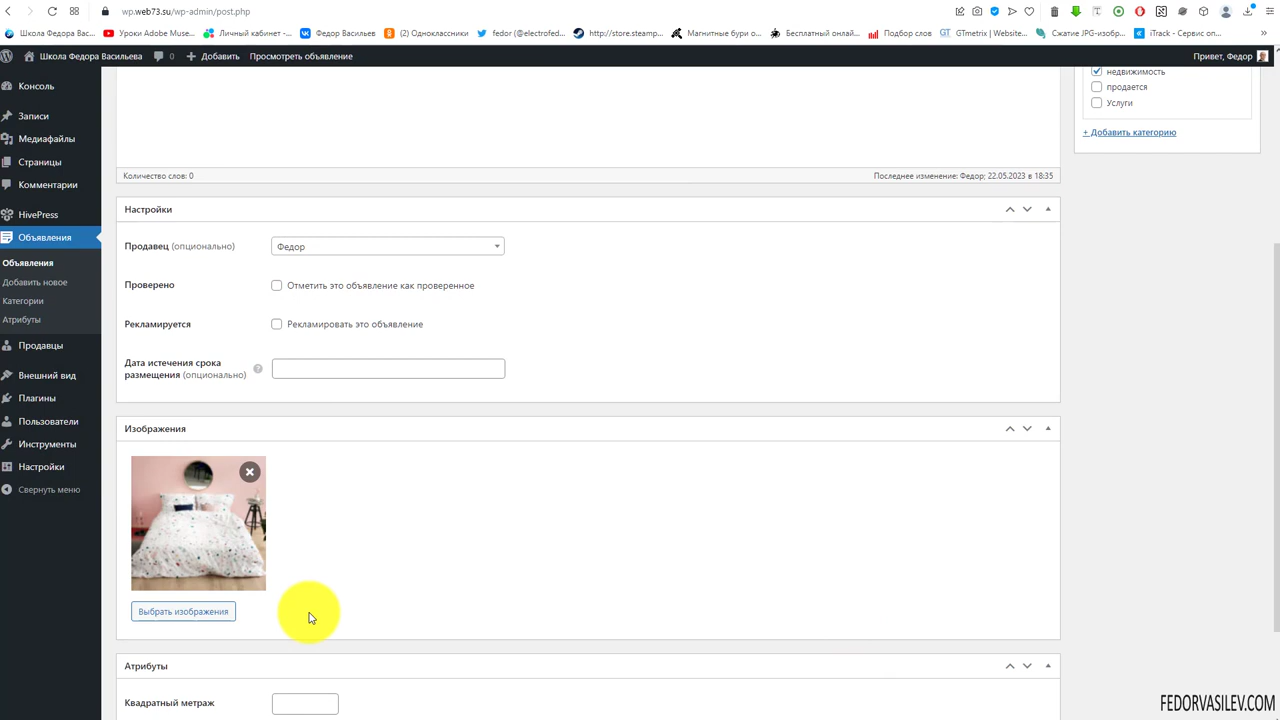 wp.web73.su/wp-admin/post.php
Школа Федора Вас...
Уроки Adobe Muse...
Личный кабинет -...
Федор Васильев
(2) Одноклассники
fedor (@electrofed...
http://store.steamp...
Магнитные бури о...
Бесплатный онлай...
Подбор слов
GTmetrix | Website...
Сжатие JPG-изобр...
iTrack - Сервис оп...
Школа Федора Васильева
0
Добавить
Просмотреть объявление
Привет, Федор
Консоль
Записи
Медиафайлы
Страницы
Комментарии
HivePress
Объявления
Объявления
Добавить новое
Категории
Атрибуты
Продавцы
Внешний вид
Плагины
Пользователи
Инструменты
Настройки
Свернуть меню
недвижимость
продается
Услуги
+ Добавить категорию
Количество слов: 0
Последнее изменение: Федор; 22.05.2023 в 18:35
Настройки
Продавец (опционально)
Федор
Проверено
Отметить это объявление как проверенное
Рекламируется
Рекламировать это объявление
Дата истечения срока
размещения (опционально)
?
Изображения
Выбрать изображения
Атрибуты
Квадратный метраж
FEDORVASILEV.COM